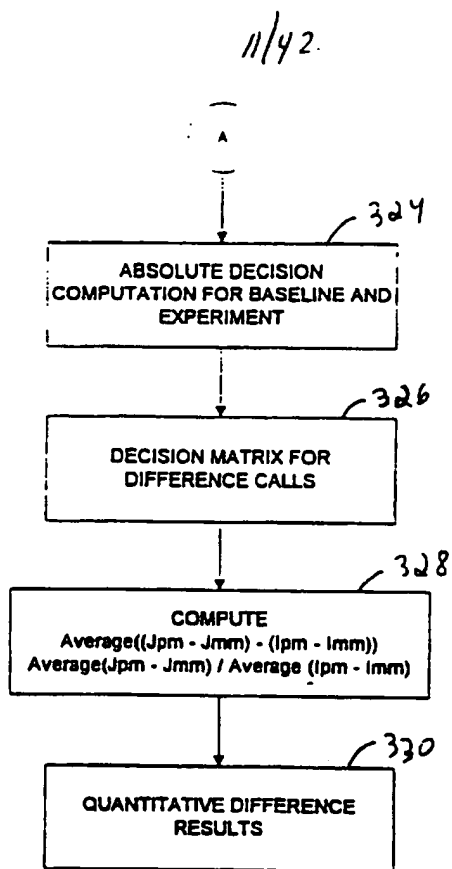 11/42.
A
324
ABSOLUTE DECISION
COMPUTATION FOR BASELINE AND
EXPERIMENT
326
DECISION MATRIX FOR
DIFFERENCE CALLS
328
COMPUTE
Average((Jpm - Jmm) - (Ipm - Imm))
Average(Jpm - Jmm) / Average (Ipm - Imm)
330
QUANTITATIVE DIFFERENCE
RESULTS